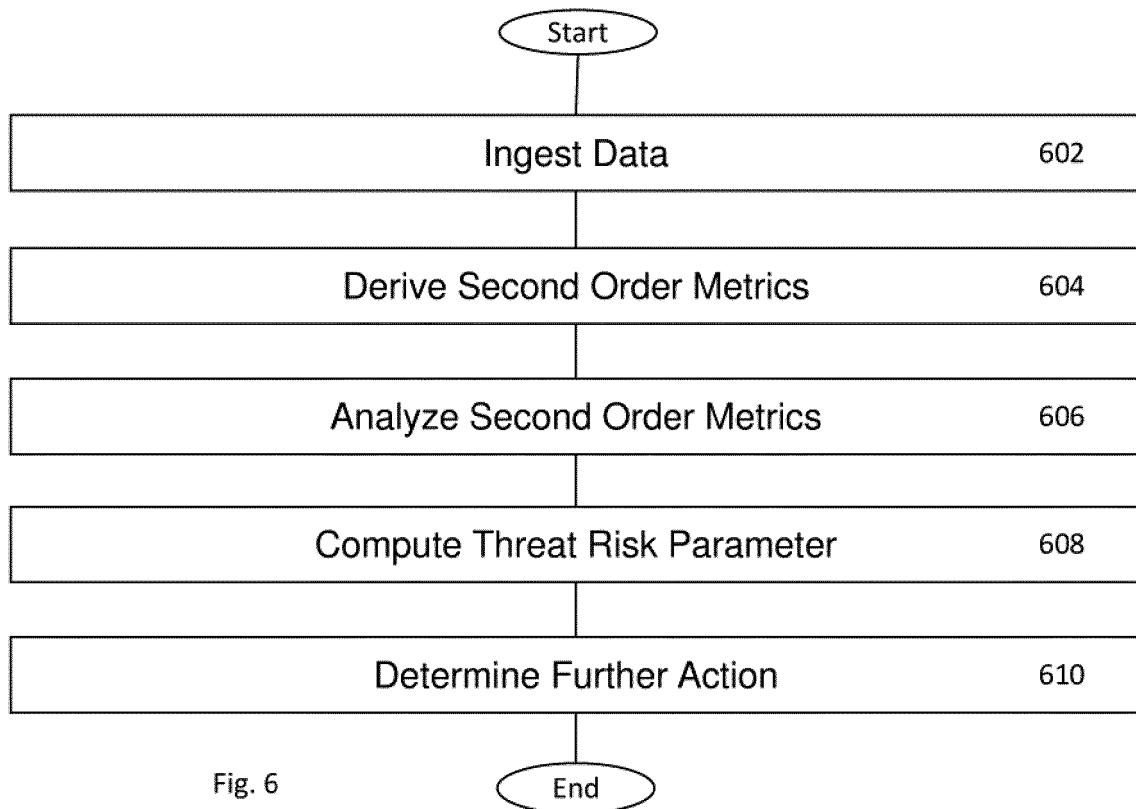 Start
Ingest Data 602
Derive Second Order Metrics 604
Analyze Second Order Metrics 606
Compute Threat Risk Parameter 608
Determine Further Action 610
Fig. 6
End